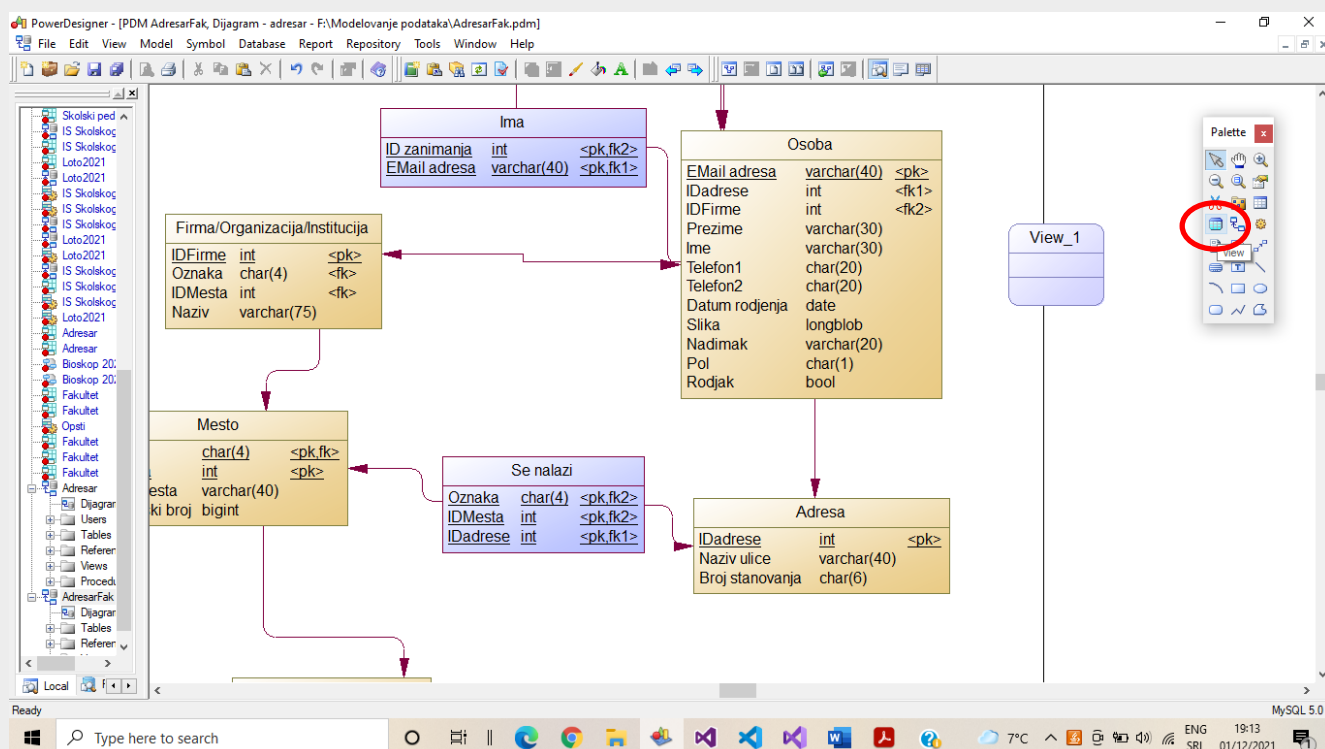 PowerDesigner - [PDM AdresarFak, Dijagram - adresar - F:\Modelovanje podataka\AdresarFak.pdm]
File Edit View Model Symbol Database Report Repository Tools Window Help
Skolski ped
IS Skolskog
IS Skolskog
Loto2021
Loto2021
IS Skolskog
IS Skolskog
IS Skolskog
Loto2021
Loto2021
IS Skolskog
IS Skolskog
IS Skolskog
Loto2021
Adresar
Adresar
Bioskop 202
Bioskop 202
Fakultet
Fakultet
Opsti
Fakultet
Fakultet
Fakultet
Adresar
Dijagrar
Users
Tables
Referen
Views
Procedu
AdresarFak
Dijagrar
Tables
Referen
Local
Ima
ID zanimanja int <pk,fk2>
EMail adresa varchar(40) <pk,fk1>
Firma/Organizacija/Institucija
IDFirme int <pk>
Oznaka char(4) <fk>
IDMesta int <fk>
Naziv varchar(75)
Osoba
EMail adresa varchar(40) <pk>
IDadrese int <fk1>
IDFirme int <fk2>
Prezime varchar(30)
Ime varchar(30)
Telefon1 char(20)
Telefon2 char(20)
Datum rodjenja date
Slika longblob
Nadimak varchar(20)
Pol char(1)
Rodjak bool
View_1
Palette
View
Mesto
char(4) <pk,fk>
int <pk>
esta varchar(40)
ki broj bigint
Se nalazi
Oznaka char(4) <pk,fk2>
IDMesta int <pk,fk2>
IDadrese int <pk,fk1>
Adresa
IDadrese int <pk>
Naziv ulice varchar(40)
Broj stanovanja char(6)
Ready
MySQL 5.0
Type here to search
7°C
ENG
SRL
19:13
01/12/2021